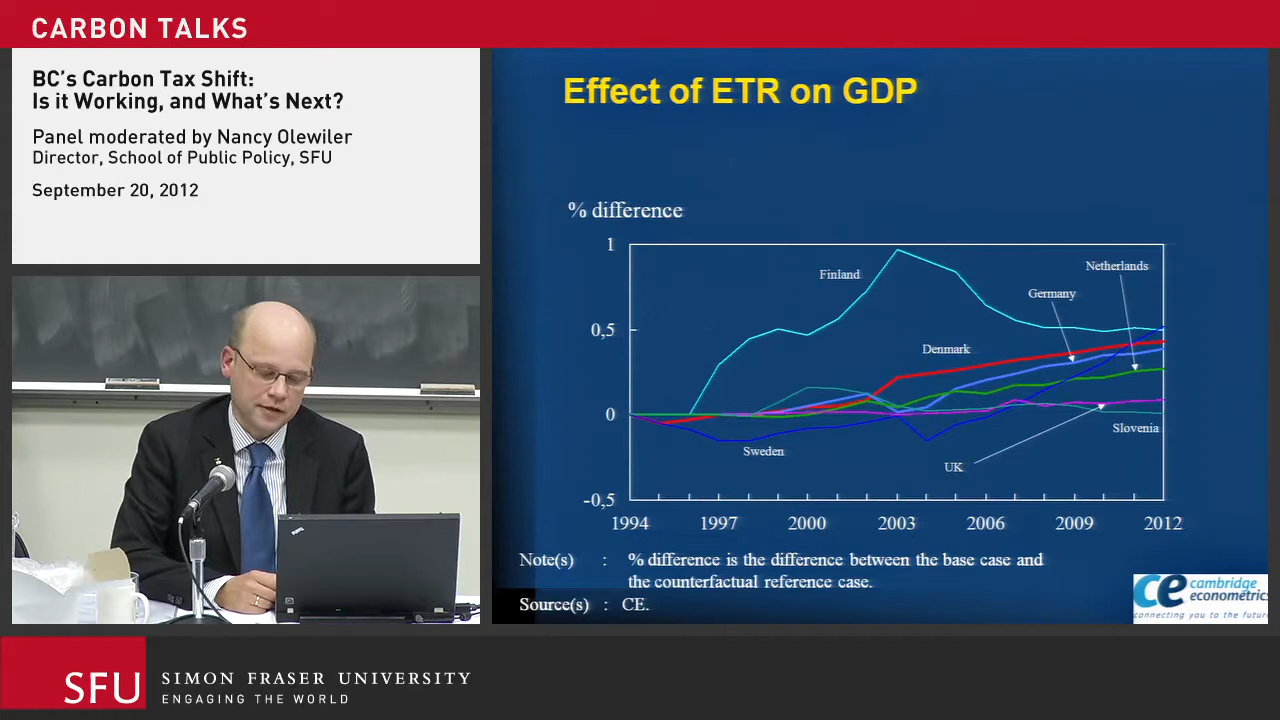 CARBON TALKS
BC's Carbon Tax Shift:
Is it Working, and What's Next?
Panel moderated by Nancy Olewiler
Director, School of Public Policy, SFU
September 20, 2012
Effect of ETR on GDP
% difference
1
0,5
0
-0,5
Finland
Netherlands
Germany
Denmark
Sweden
Slovenia
UK
1994 1997 2000 2003 2006 2009 2012
Note(s) : % difference is the difference between the base case and
the counterfactual reference case.
Source(s) : CE.
ce cambridge
econometrics
connecting you to the future
SFU
SIMON FRASER UNIVERSITY
ENGAGING THE WORLD